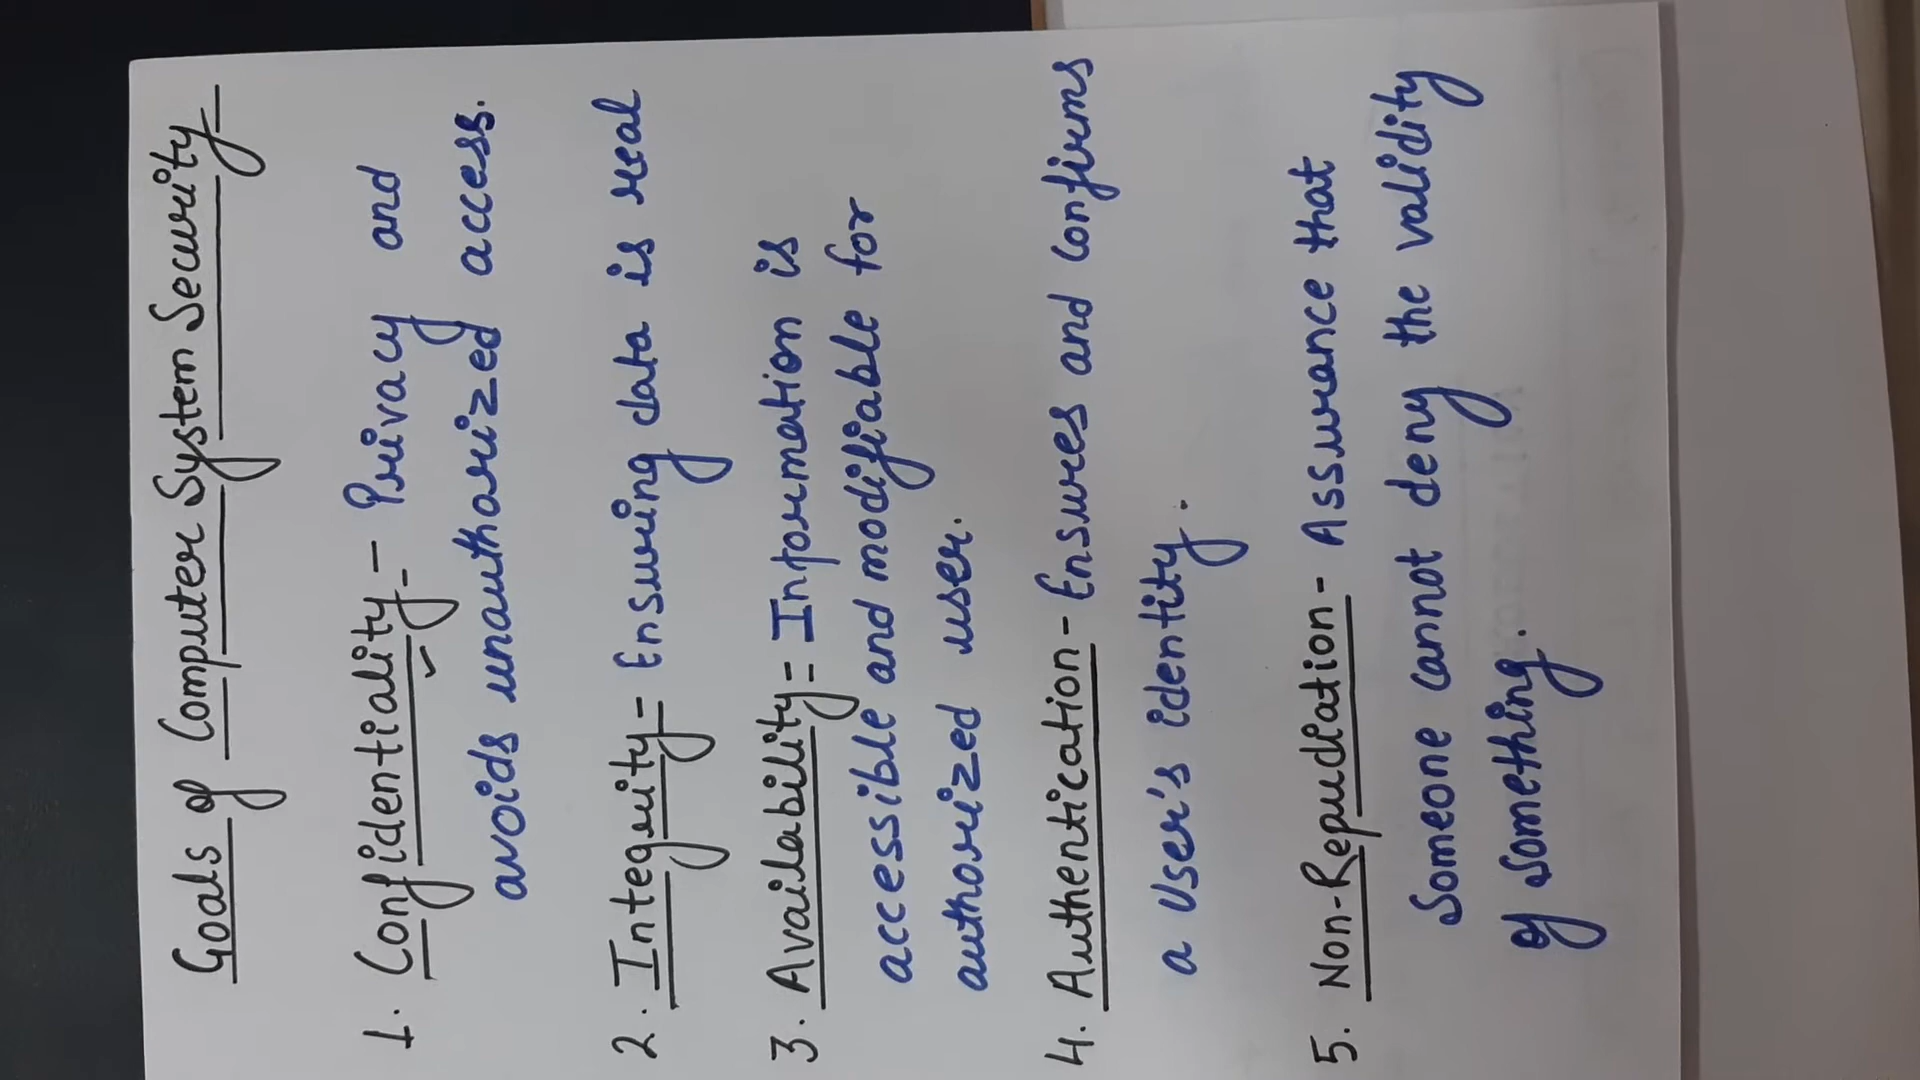 Goals of Computer System Security
1. Confidentiality - Privacy and
avoids unauthorized access.
2. Integrity = Ensuring data is real
3. Availability = Information is
accessible and modifiable for
authorized user.
4. Authentication - Ensures and confirms
a User's identity.
5. Non-Repudiation - Assurance that
Someone cannot deny the validity
of something.